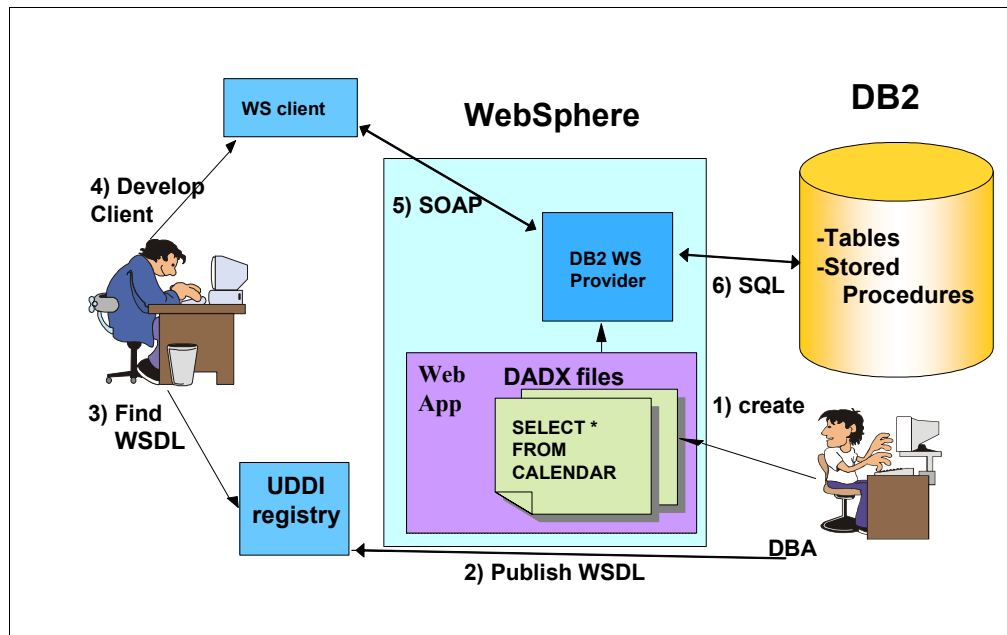 WS client
WebSphere
DB2
4) Develop
Client
5) SOAP
DB2 WS
Provider
6) SQL
-Tables
-Stored
Procedures
Web
App
DADX files
SELECT *
FROM
CALENDAR
1) create
3) Find
WSDL
UDDI
registry
2) Publish WSDL
DBA